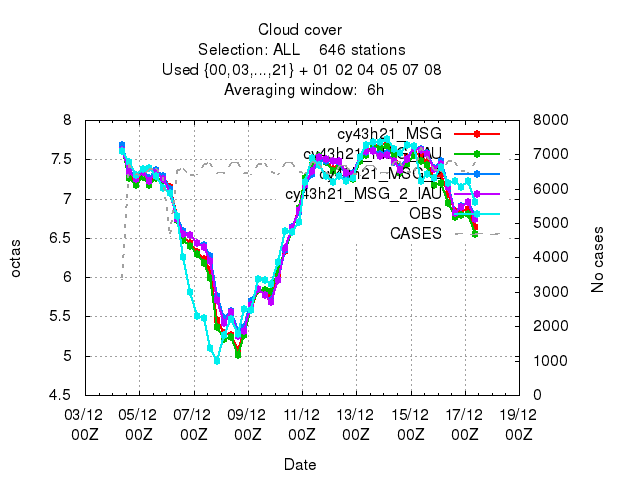 Cloud cover
Selection: ALL    646 stations
Used {00,03,...,21} + 01 02 04 05 07 08
Averaging window:  6h
8
7.5
7
6.5
6
5.5
5
4.5
octas
8000
7000
6000
5000
4000
3000
2000
1000
0
No cases
cy43h21_MSG
cy43h21_MSG_IAU
cy43h21_MSG_2
cy43h21_MSG_2_IAU
OBS
CASES
03/12 05/12 07/12 09/12 11/12 13/12 15/12 17/12 19/12
00Z 00Z 00Z 00Z 00Z 00Z 00Z 00Z 00Z
Date